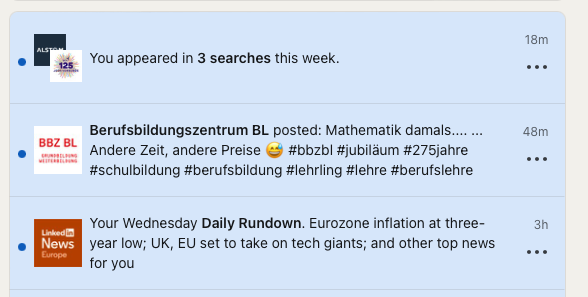 ALSTOM
125
18m
You appeared in 3 searches this week.
BBZ BL
GRUNDBILDUNG
WEITERBILDUNG
48m
Berufsbildungszentrum BL posted: Mathematik damals.... ...
Andere Zeit, andere Preise 😅 #bbzbl #jubiläum #275jahre
#schulbildung #berufsbildung #lehrling #lehre #berufslehre
LinkedIn
News
Europe
3h
Your Wednesday Daily Rundown. Eurozone inflation at three-
year low; UK, EU set to take on tech giants; and other top news
for you